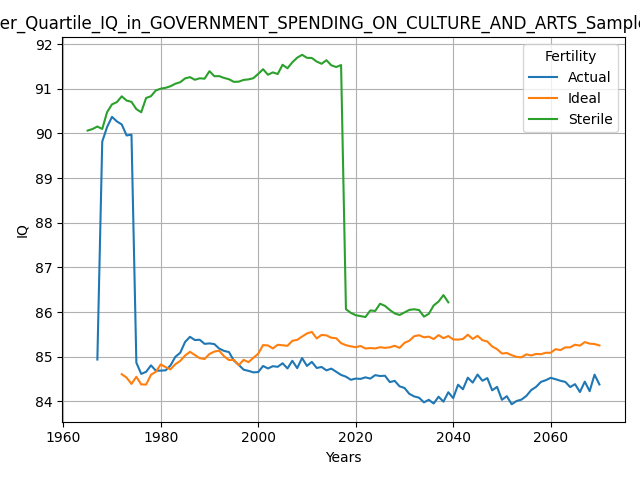 er_Quartile_IQ_in_GOVERNMENT_SPENDING_ON_CULTURE_AND_ARTS_Sample
92
91
90
89
88
87
86
85
84
IQ
Fertility
Actual
Ideal
Sterile
1960 1980 2000 2020 2040 2060
Years